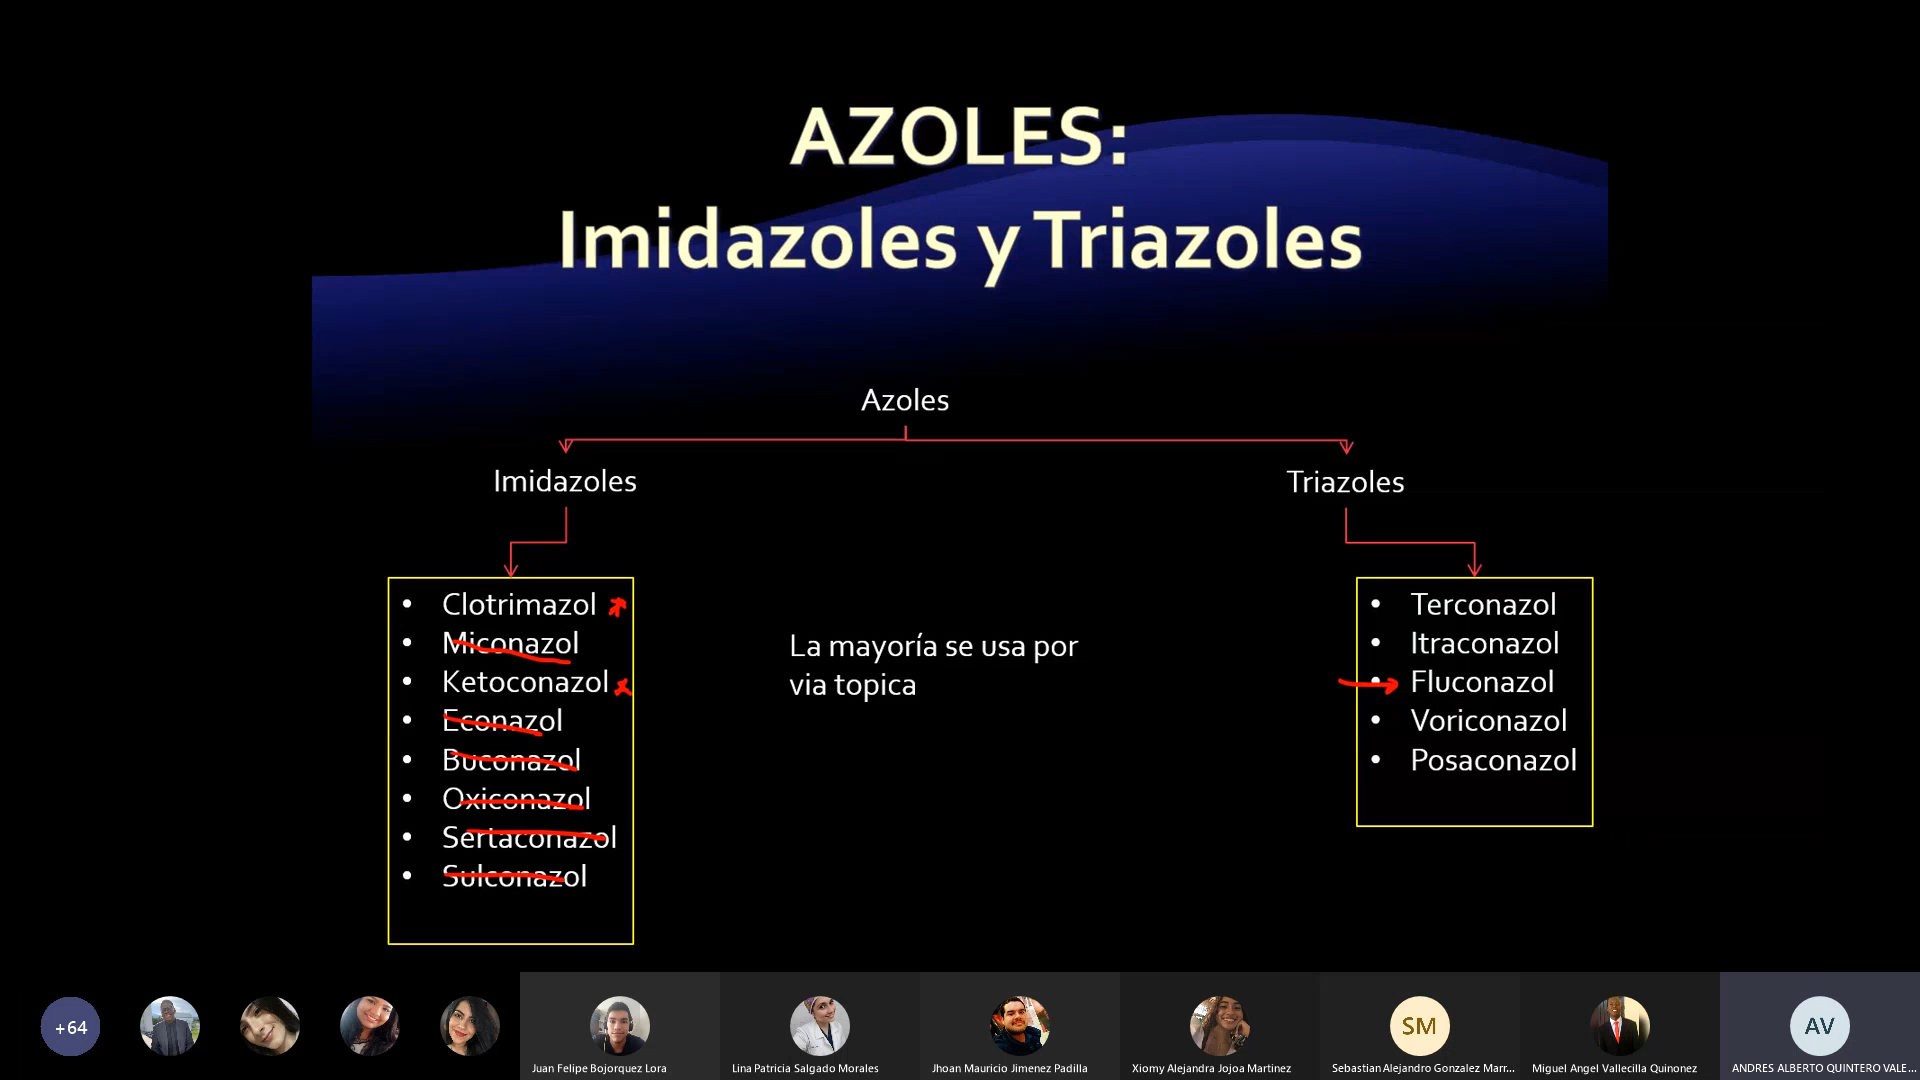 AZOLES:
Imidazoles y Triazoles
Azoles
Imidazoles
Triazoles
• Clotrimazol
• Miconazol
• Ketoconazol
• Econazol
• Buconazol
• Oxiconazol
• Sertaconazol
• Sulconazol
La mayoría se usa por
via topica
• Terconazol
• Itraconazol
• Fluconazol
• Voriconazol
• Posaconazol
+64
SM
AV
Juan Felipe Bojorquez Lora
Lina Patricia Salgado Morales
Jhoan Mauricio Jimenez Padilla
Xiomy Alejandra Jojoa Martinez
Sebastian Alejandro Gonzalez Marr...
Miguel Angel Vallecilla Quinonez
ANDRES ALBERTO QUINTERO VALE...